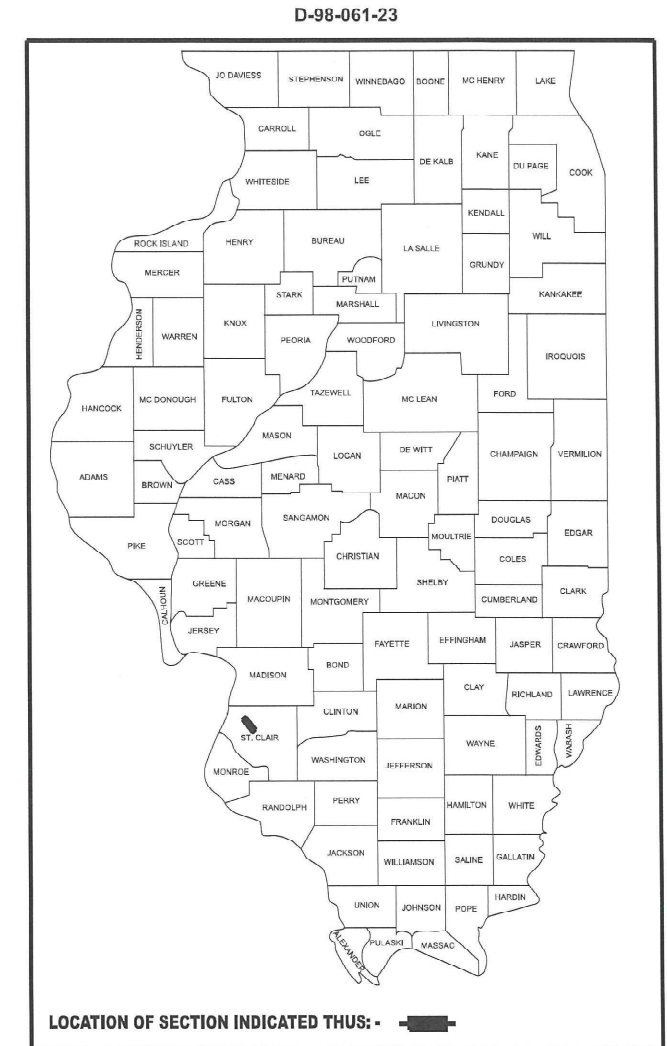 D-98-061-23
JO DAVIESS
STEPHENSON
WINNEBAGO
BOONE
MC HENRY
LAKE
CARROLL
OGLE
DE KALB
KANE
DU PAGE
COOK
WHITESIDE
LEE
KENDALL
ROCK ISLAND
HENRY
BUREAU
LA SALLE
WILL
GRUNDY
MERCER
PUTNAM
STARK
MARSHALL
KANKAKEE
HENDERSON
WARREN
KNOX
PEORIA
WOODFORD
LIVINGSTON
IROQUOIS
HANCOCK
MC DONOUGH
FULTON
TAZEWELL
MC LEAN
FORD
MASON
SCHUYLER
LOGAN
DE WITT
CHAMPAIGN
VERMILION
ADAMS
BROWN
CASS
MENARD
PIATT
MACON
MORGAN
SANGAMON
DOUGLAS
PIKE
SCOTT
CHRISTIAN
MOULTRIE
EDGAR
COLES
CALHOUN
GREENE
MACOUPIN
MONTGOMERY
SHELBY
CUMBERLAND
CLARK
JERSEY
FAYETTE
EFFINGHAM
JASPER
CRAWFORD
MADISON
BOND
CLAY
RICHLAND
LAWRENCE
CLINTON
MARION
ST. CLAIR
WAYNE
EDWARDS
WABASH
MONROE
WASHINGTON
JEFFERSON
RANDOLPH
PERRY
HAMILTON
WHITE
FRANKLIN
JACKSON
WILLIAMSON
SALINE
GALLATIN
UNION
JOHNSON
POPE
HARDIN
ALEXANDER
PULASKI
MASSAC
LOCATION OF SECTION INDICATED THUS: -